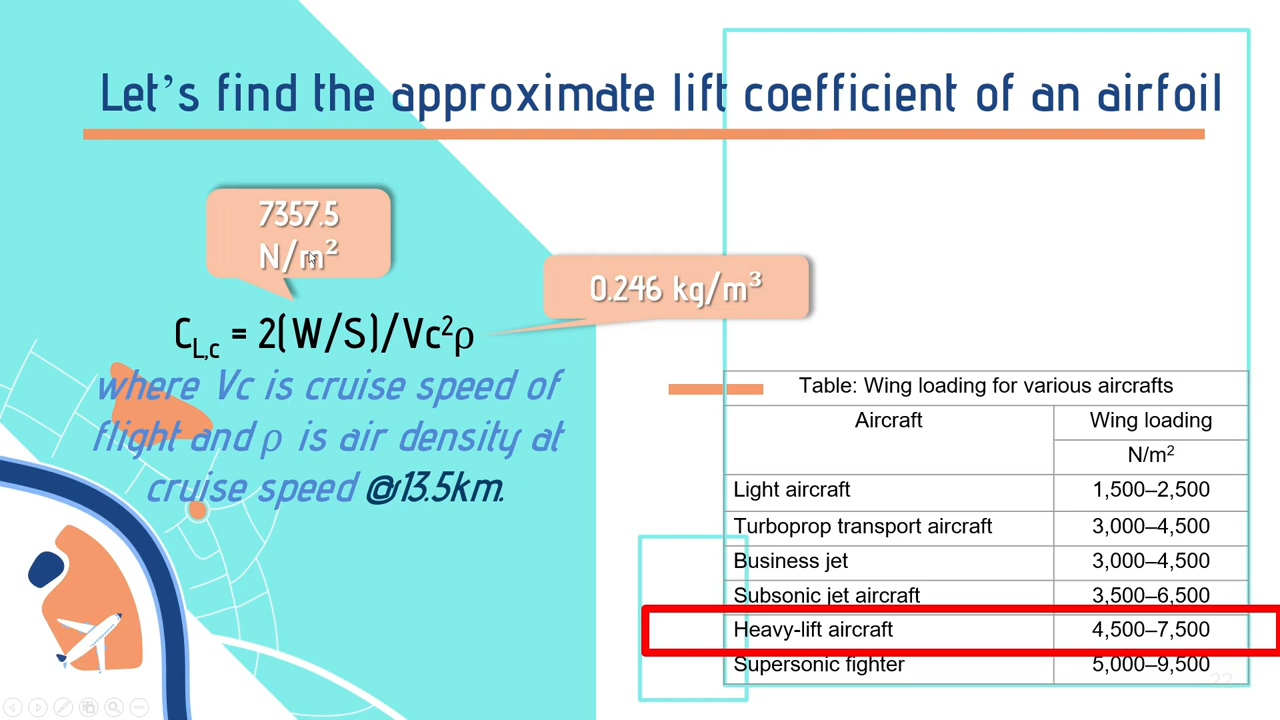 Let's find the approximate lift coefficient of an airfoil
7357.5
N/m²
0.246 kg/m³
C_L,c = 2(W/S)/Vc²ρ
where Vc is cruise speed of
flight and ρ is air density at
cruise speed @13.5km.
Table: Wing loading for various aircrafts
Aircraft Wing loading
N/m²
Light aircraft 1,500–2,500
Turboprop transport aircraft 3,000–4,500
Business jet 3,000–4,500
Subsonic jet aircraft 3,500–6,500
Heavy-lift aircraft 4,500–7,500
Supersonic fighter 5,000–9,500
22